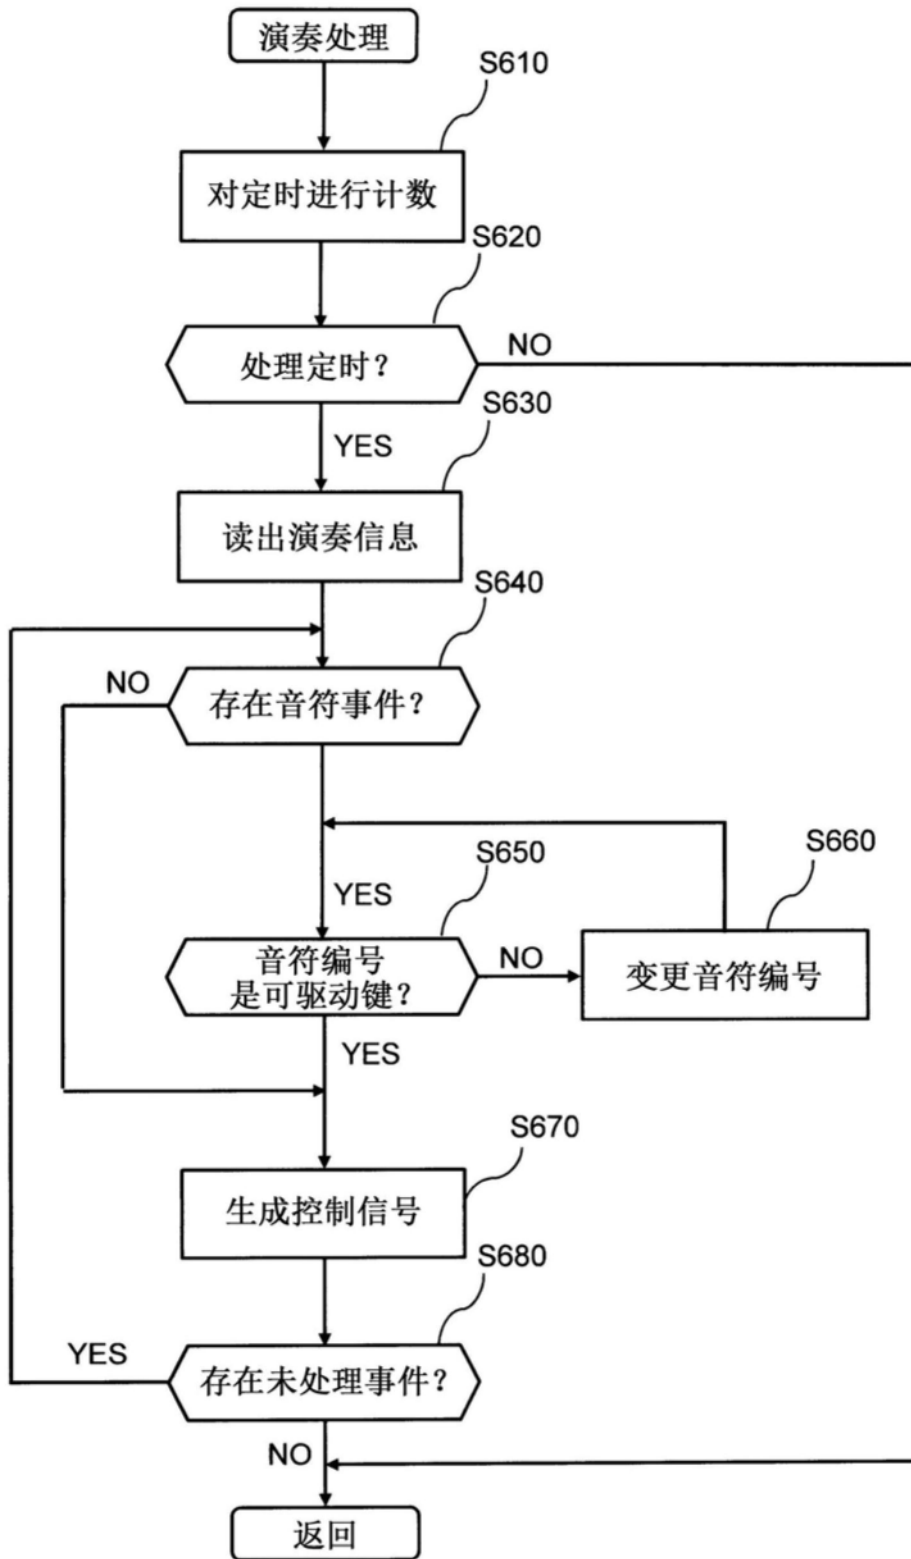 演奏处理
S610
对定时进行计数
S620
处理定时?
NO
YES
S630
读出演奏信息
S640
存在音符事件?
NO
YES
S650
音符编号
是可驱动键?
NO
S660
变更音符编号
YES
S670
生成控制信号
S680
存在未处理事件?
YES
NO
返回